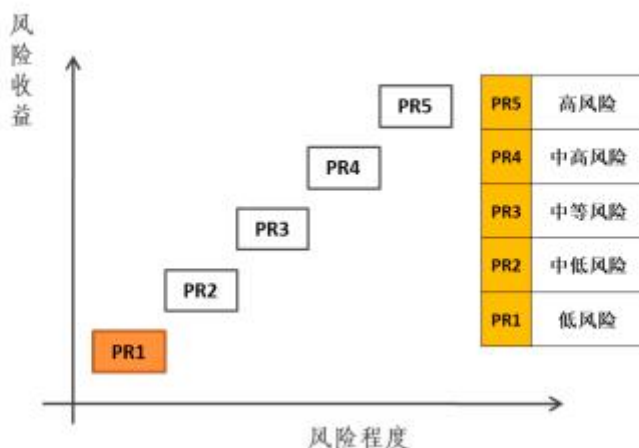 风险收益
PR5
PR4
PR3
PR2
PR1
风险程度
PR5 高风险
PR4 中高风险
PR3 中等风险
PR2 中低风险
PR1 低风险